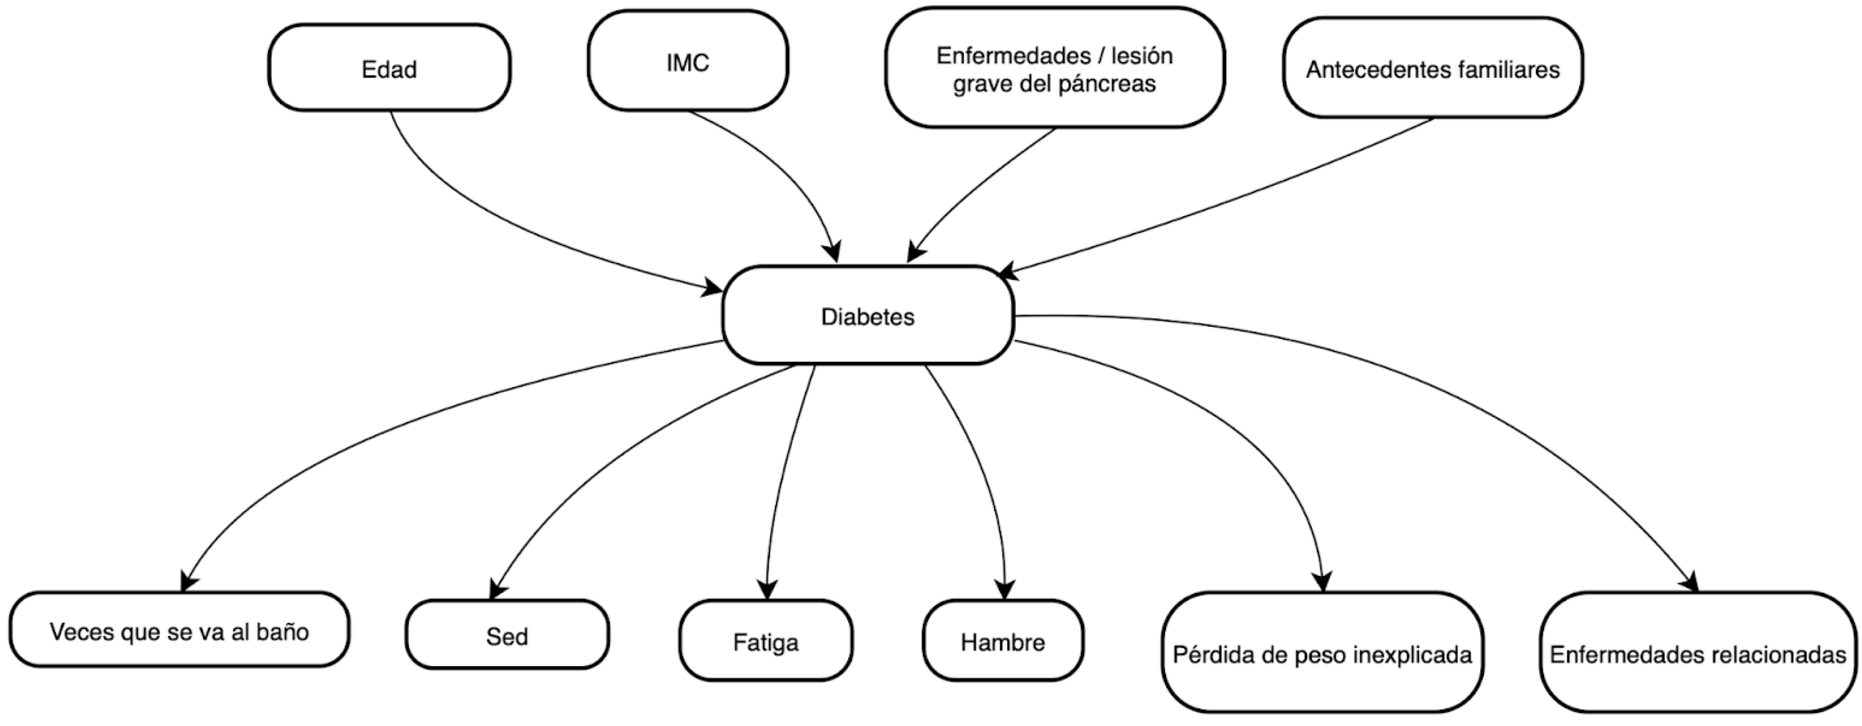 Edad
IMC
Enfermedades / lesión
grave del páncreas
Antecedentes familiares
Diabetes
Veces que se va al baño
Sed
Fatiga
Hambre
Pérdida de peso inexplicada
Enfermedades relacionadas